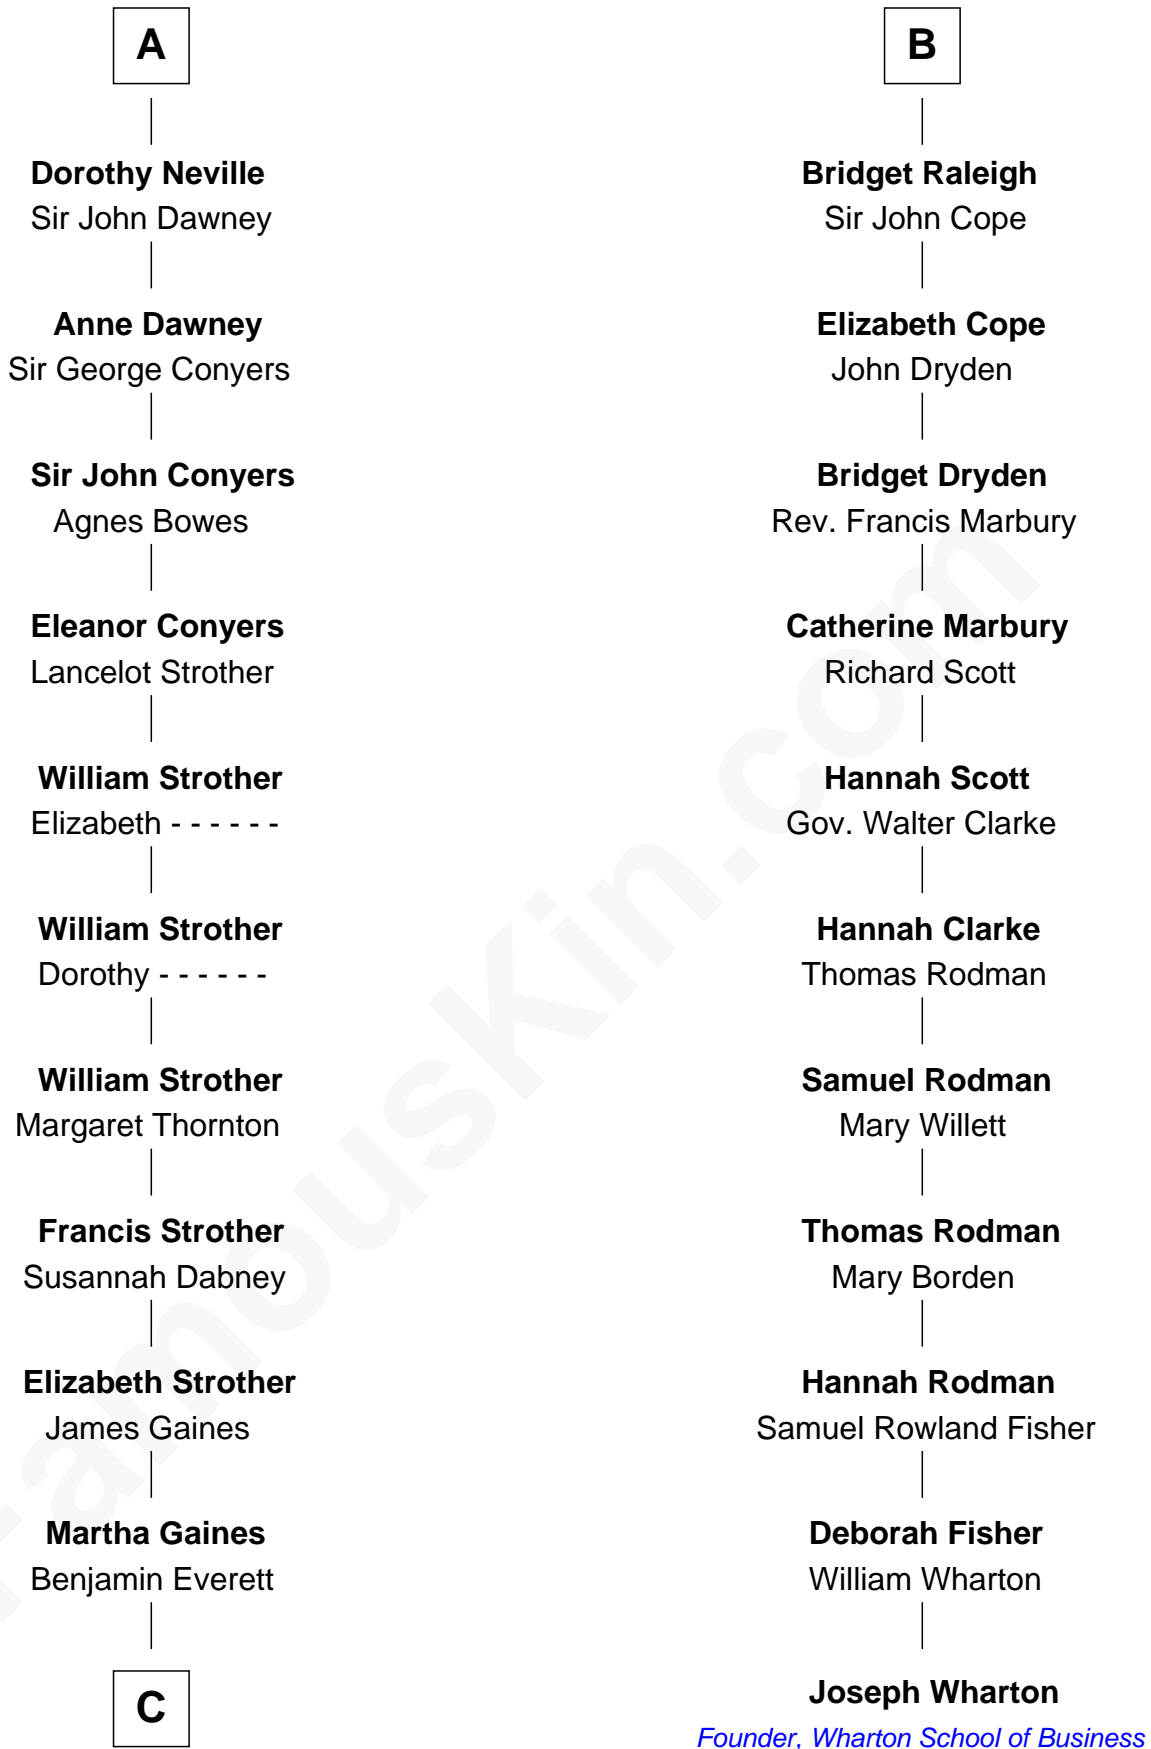 A
Dorothy Neville
Sir John Dawney
Anne Dawney
Sir George Conyers
Sir John Conyers
Agnes Bowes
Eleanor Conyers
Lancelot Strother
William Strother
Elizabeth - - - - - -
William Strother
Dorothy - - - - - -
William Strother
Margaret Thornton
Francis Strother
Susannah Dabney
Elizabeth Strother
James Gaines
Martha Gaines
Benjamin Everett
C
B
Bridget Raleigh
Sir John Cope
Elizabeth Cope
John Dryden
Bridget Dryden
Rev. Francis Marbury
Catherine Marbury
Richard Scott
Hannah Scott
Gov. Walter Clarke
Hannah Clarke
Thomas Rodman
Samuel Rodman
Mary Willett
Thomas Rodman
Mary Borden
Hannah Rodman
Samuel Rowland Fisher
Deborah Fisher
William Wharton
Joseph Wharton
Founder, Wharton School of Business
FamousKin.com